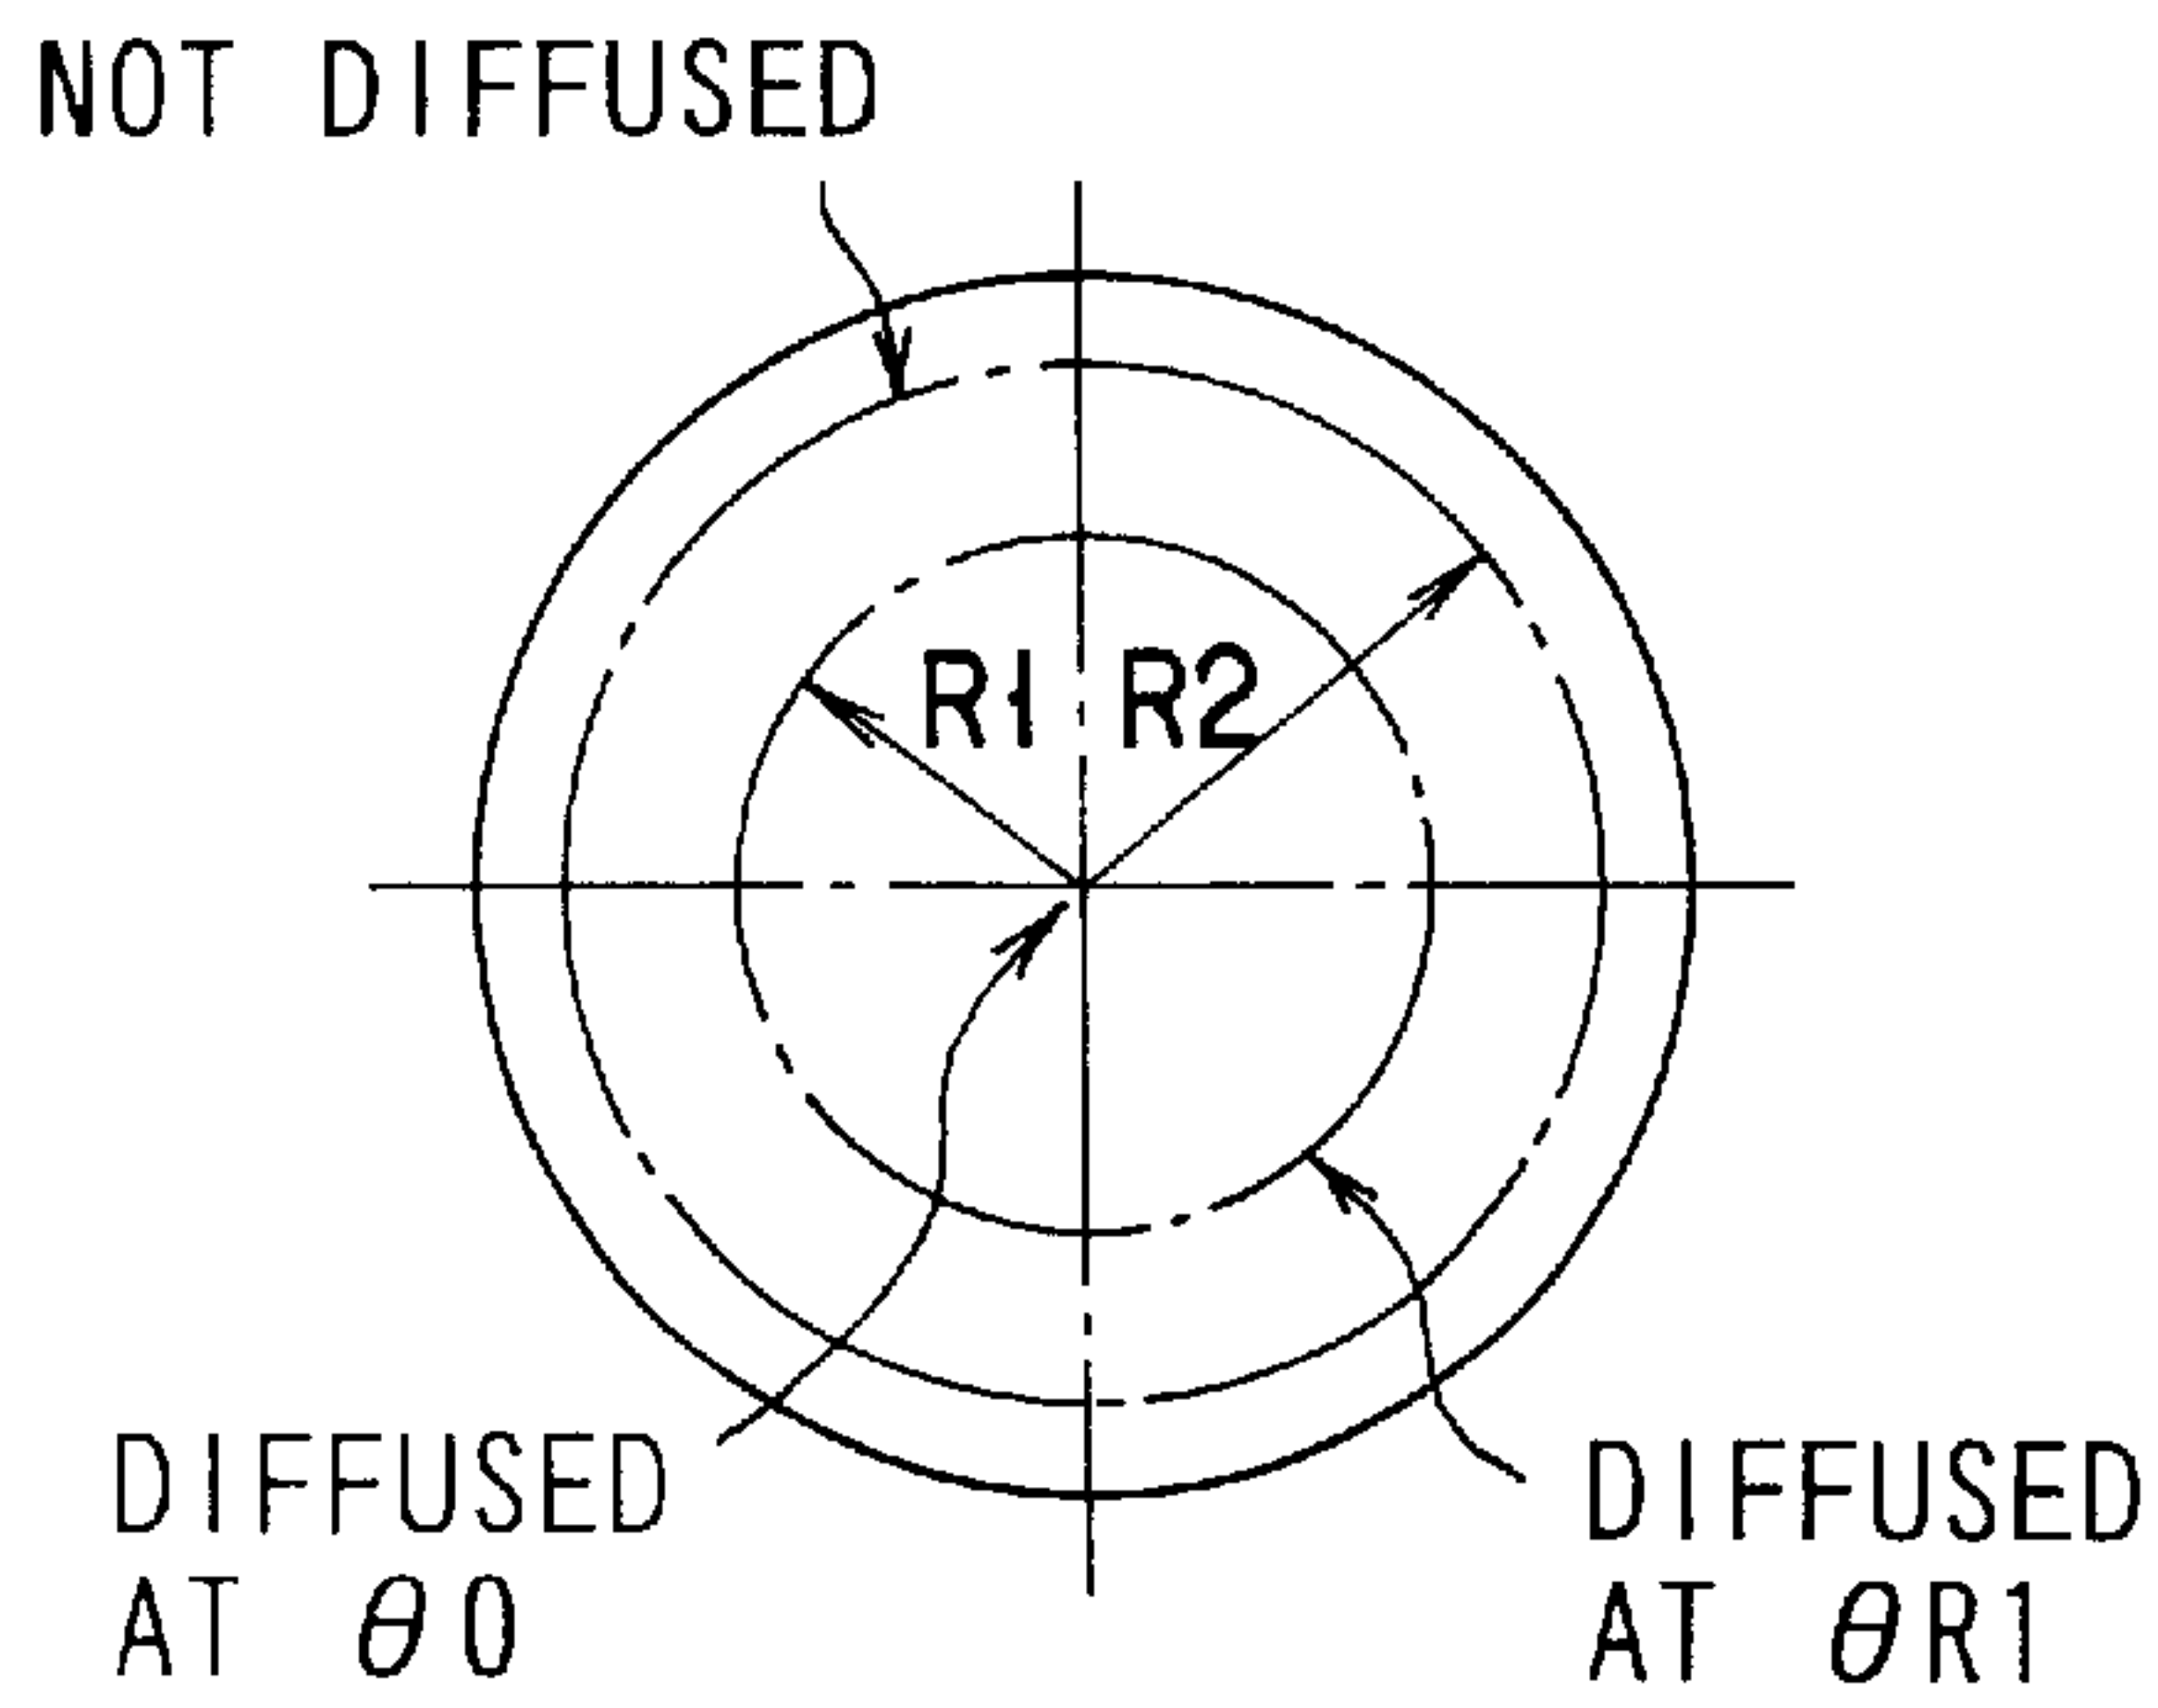 NOT DIFFUSED
R1 R2
DIFFUSED
AT θ0
DIFFUSED
AT θR1